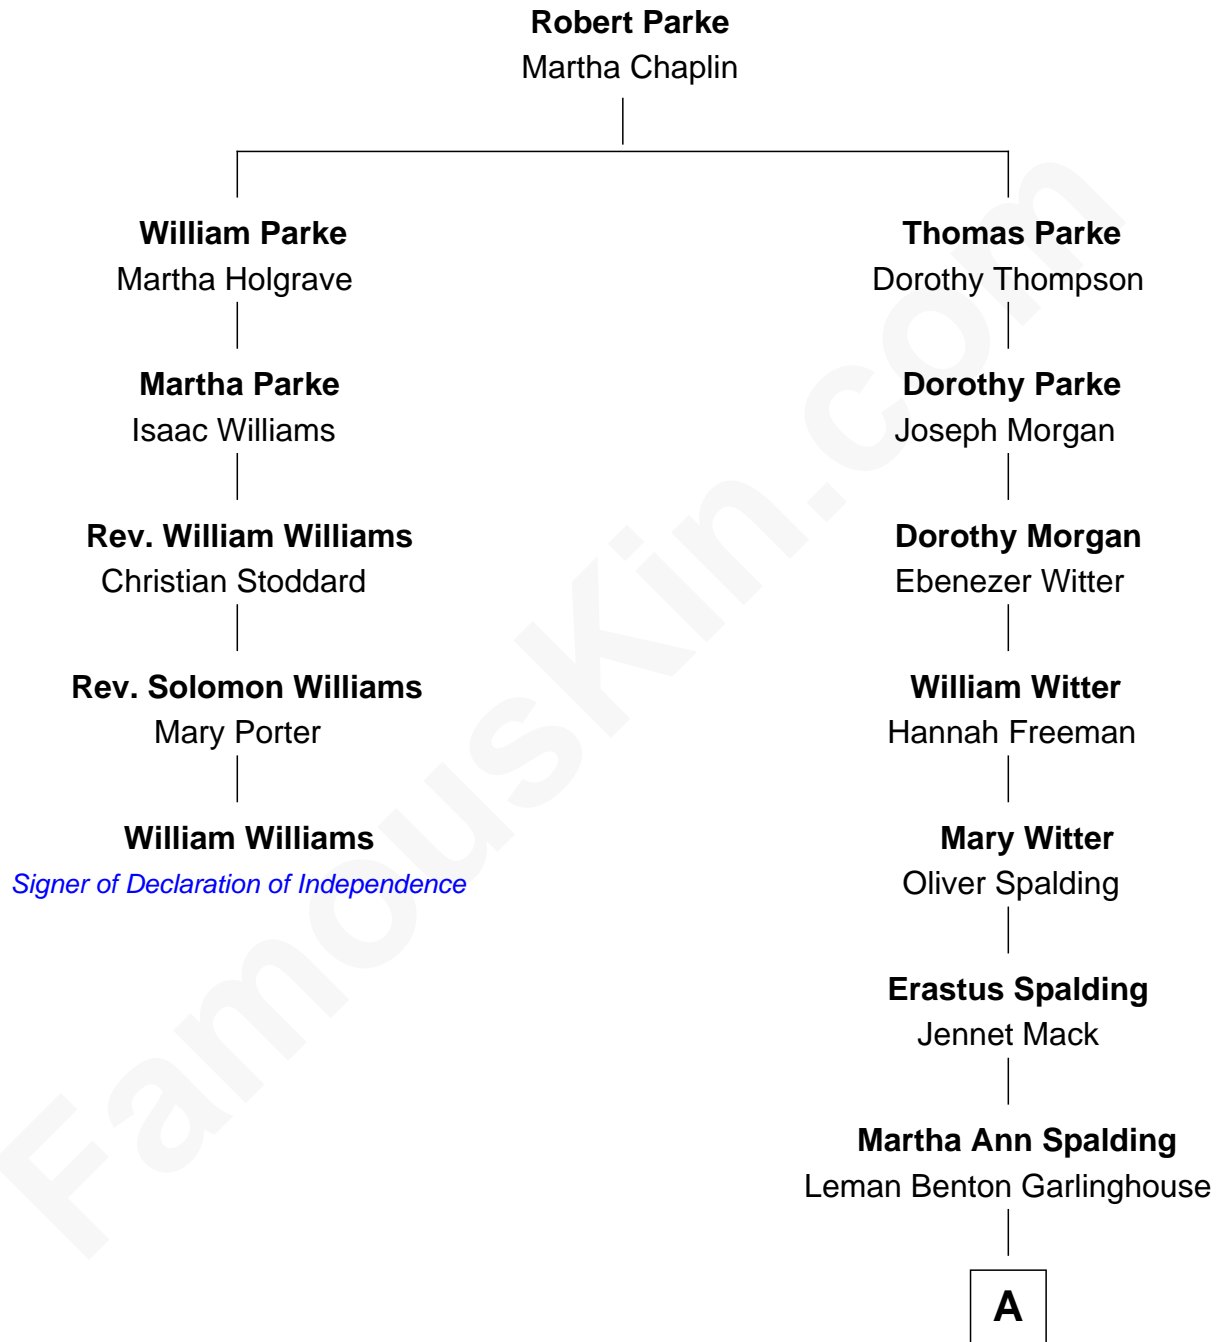 Robert Parke
Martha Chaplin
William Parke
Martha Holgrave
Thomas Parke
Dorothy Thompson
Martha Parke
Isaac Williams
Dorothy Parke
Joseph Morgan
Rev. William Williams
Christian Stoddard
Dorothy Morgan
Ebenezer Witter
Rev. Solomon Williams
Mary Porter
William Witter
Hannah Freeman
William Williams
Signer of Declaration of Independence
Mary Witter
Oliver Spalding
Erastus Spalding
Jennet Mack
Martha Ann Spalding
Leman Benton Garlinghouse
A
FamousKin.com